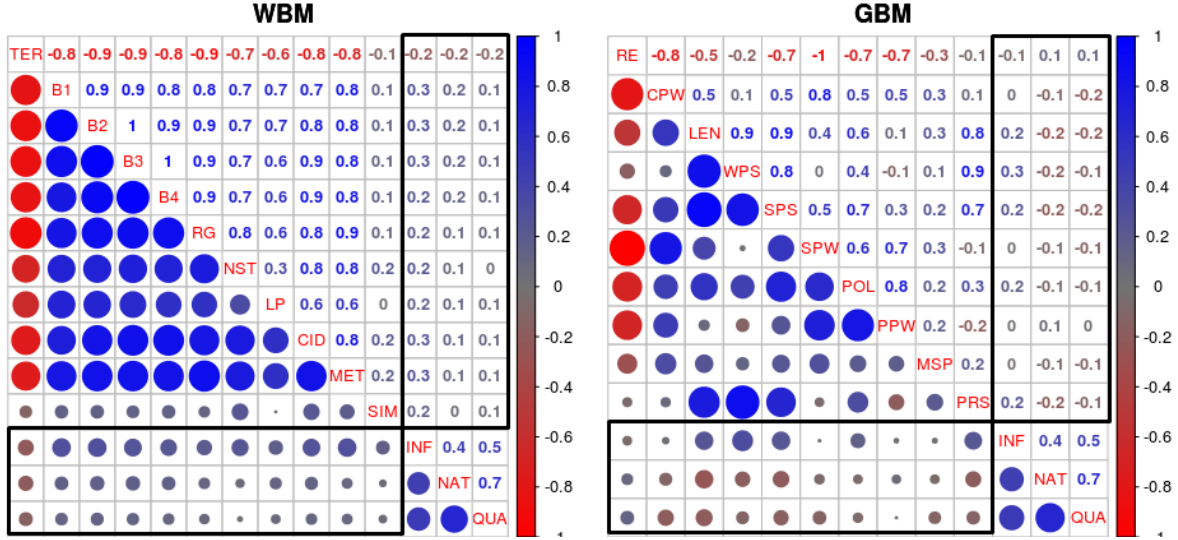 WBM
TER -0.8 -0.9 -0.9 -0.8 -0.9 -0.7 -0.6 -0.8 -0.8 -0.1 -0.2 -0.2 -0.2
B1 0.9 0.9 0.8 0.8 0.7 0.7 0.7 0.8 0.1 0.3 0.2 0.1
B2 1 0.9 0.9 0.7 0.7 0.8 0.8 0.1 0.3 0.2 0.1
B3 1 0.9 0.7 0.6 0.9 0.8 0.1 0.3 0.2 0.1
B4 0.9 0.7 0.6 0.9 0.8 0.1 0.2 0.2 0.1
RG 0.8 0.6 0.8 0.9 0.1 0.2 0.1 0.1
NST 0.3 0.8 0.8 0.2 0.2 0.1 0
LP 0.6 0.6 0 0.2 0.1 0.1
CID 0.8 0.2 0.3 0.1 0.1
MET 0.2 0.3 0.1 0.1
SIM 0.2 0 0.1
INF 0.4 0.5
NAT 0.7
QUA
1
0.8
0.6
0.4
0.2
0
-0.2
-0.4
-0.6
-0.8
GBM
RE -0.8 -0.5 -0.2 -0.7 -1 -0.7 -0.7 -0.3 -0.1 -0.1 0.1 0.1
CPW 0.5 0.1 0.5 0.8 0.5 0.5 0.3 0.1 0 -0.1 -0.2
LEN 0.9 0.9 0.4 0.6 0.1 0.3 0.8 0.2 -0.2 -0.2
WPS 0.8 0 0.4 -0.1 0.1 0.9 0.3 -0.2 -0.1
SPS 0.5 0.7 0.3 0.2 0.7 0.2 -0.2 -0.2
SPW 0.6 0.7 0.3 -0.1 0 -0.1 -0.1
POL 0.8 0.2 0.3 0.2 -0.1 -0.1
PPW 0.2 -0.2 0 0.1 0
MSP 0.2 0 -0.1 -0.1
PRS 0.2 -0.2 -0.1
INF 0.4 0.5
NAT 0.7
QUA
1
0.8
0.6
0.4
0.2
0
-0.2
-0.4
-0.6
-0.8